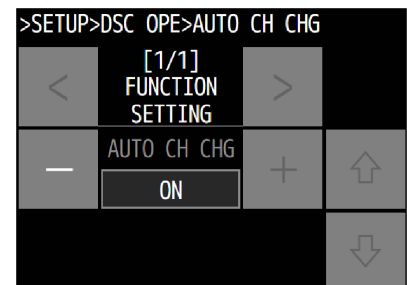 >SETUP>DSC OPE>AUTO CH CHG
<
[1/1]
FUNCTION
SETTING
>
AUTO CH CHG
−
ON
+